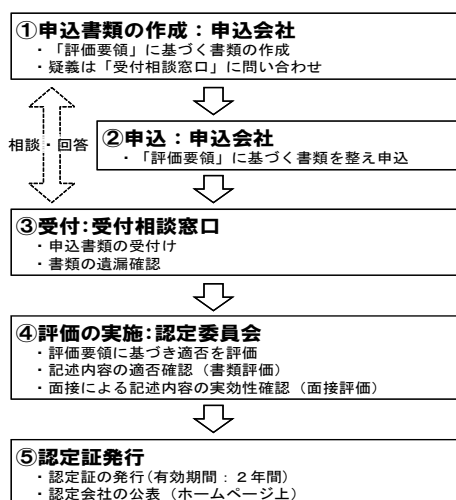 ①申込書類の作成：申込会社
・「評価要領」に基づく書類の作成
・疑義は「受付相談窓口」に問い合わせ
相談・回答
②申込：申込会社
・「評価要領」に基づく書類を整え申込
③受付：受付相談窓口
・申込書類の受付け
・書類の遺漏確認
④評価の実施：認定委員会
・評価要領に基づき適否を評価
・記述内容の適否確認（書類評価）
・面接による記述内容の実効性確認（面接評価）
⑤認定証発行
・認定証の発行（有効期間：２年間）
・認定会社の公表（ホームページ上）